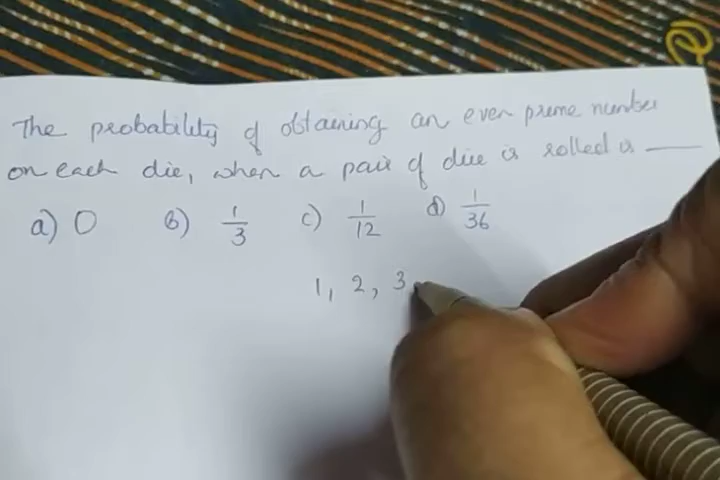 The probability of obtaining an even prime number
on each die, when a pair of dice is rolled is ___
a) 0 b) 1/3 c) 1/12 d) 1/36
1, 2, 3